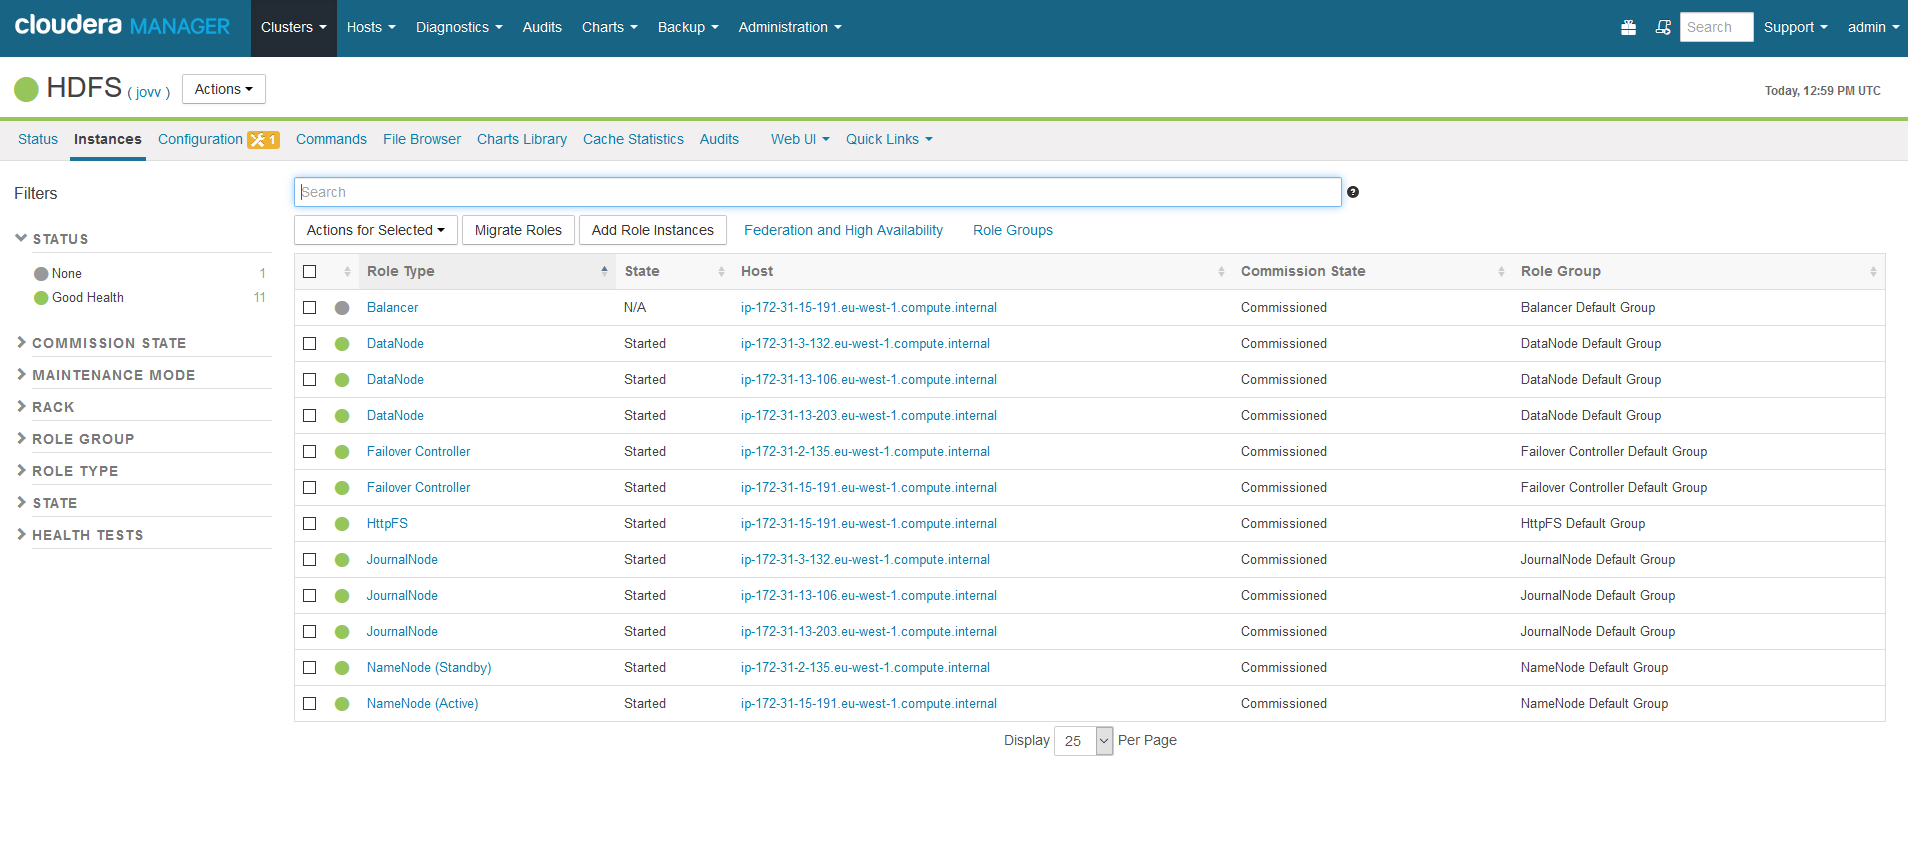 cloudera MANAGER Clusters Hosts Diagnostics Audits Charts Backup Administration Search Support admin
HDFS ( jovv ) Actions Today, 12:59 PM UTC
Status Instances Configuration 1 Commands File Browser Charts Library Cache Statistics Audits Web UI Quick Links
Filters
STATUS
None 1
Good Health 11
COMMISSION STATE
MAINTENANCE MODE
RACK
ROLE GROUP
ROLE TYPE
STATE
HEALTH TESTS
Search ?
Actions for Selected Migrate Roles Add Role Instances Federation and High Availability Role Groups
Role Type State Host Commission State Role Group
Balancer N/A ip-172-31-15-191.eu-west-1.compute.internal Commissioned Balancer Default Group
DataNode Started ip-172-31-3-132.eu-west-1.compute.internal Commissioned DataNode Default Group
DataNode Started ip-172-31-13-106.eu-west-1.compute.internal Commissioned DataNode Default Group
DataNode Started ip-172-31-13-203.eu-west-1.compute.internal Commissioned DataNode Default Group
Failover Controller Started ip-172-31-2-135.eu-west-1.compute.internal Commissioned Failover Controller Default Group
Failover Controller Started ip-172-31-15-191.eu-west-1.compute.internal Commissioned Failover Controller Default Group
HttpFS Started ip-172-31-15-191.eu-west-1.compute.internal Commissioned HttpFS Default Group
JournalNode Started ip-172-31-3-132.eu-west-1.compute.internal Commissioned JournalNode Default Group
JournalNode Started ip-172-31-13-106.eu-west-1.compute.internal Commissioned JournalNode Default Group
JournalNode Started ip-172-31-13-203.eu-west-1.compute.internal Commissioned JournalNode Default Group
NameNode (Standby) Started ip-172-31-2-135.eu-west-1.compute.internal Commissioned NameNode Default Group
NameNode (Active) Started ip-172-31-15-191.eu-west-1.compute.internal Commissioned NameNode Default Group
Display 25 Per Page